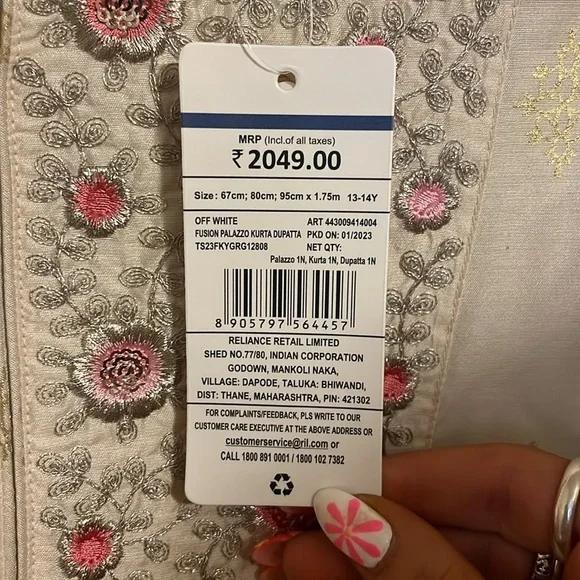 MRP (Incl.of all taxes)
₹ 2049.00
Size : 67cm; 80cm; 95cm x 1.75m 13-14Y
OFF WHITE ART 443009414004
FUSION PALAZZO KURTA DUPATTA PKD ON: 01/2023
TS23FKYGRG12808 NET QTY:
Palazzo 1N, Kurta 1N, Dupatta 1N
8 905797 564457
RELIANCE RETAIL LIMITED
SHED NO.77/80, INDIAN CORPORATION
GODOWN, MANKOLI NAKA,
VILLAGE: DAPODE, TALUKA: BHIWANDI,
DIST: THANE, MAHARASHTRA, PIN: 421302
FOR COMPLAINTS/FEEDBACK, PLS WRITE TO OUR
CUSTOMER CARE EXECUTIVE AT THE ABOVE ADDRESS OR
customerservice@ril.com or
CALL 1800 891 0001 / 1800 102 7382